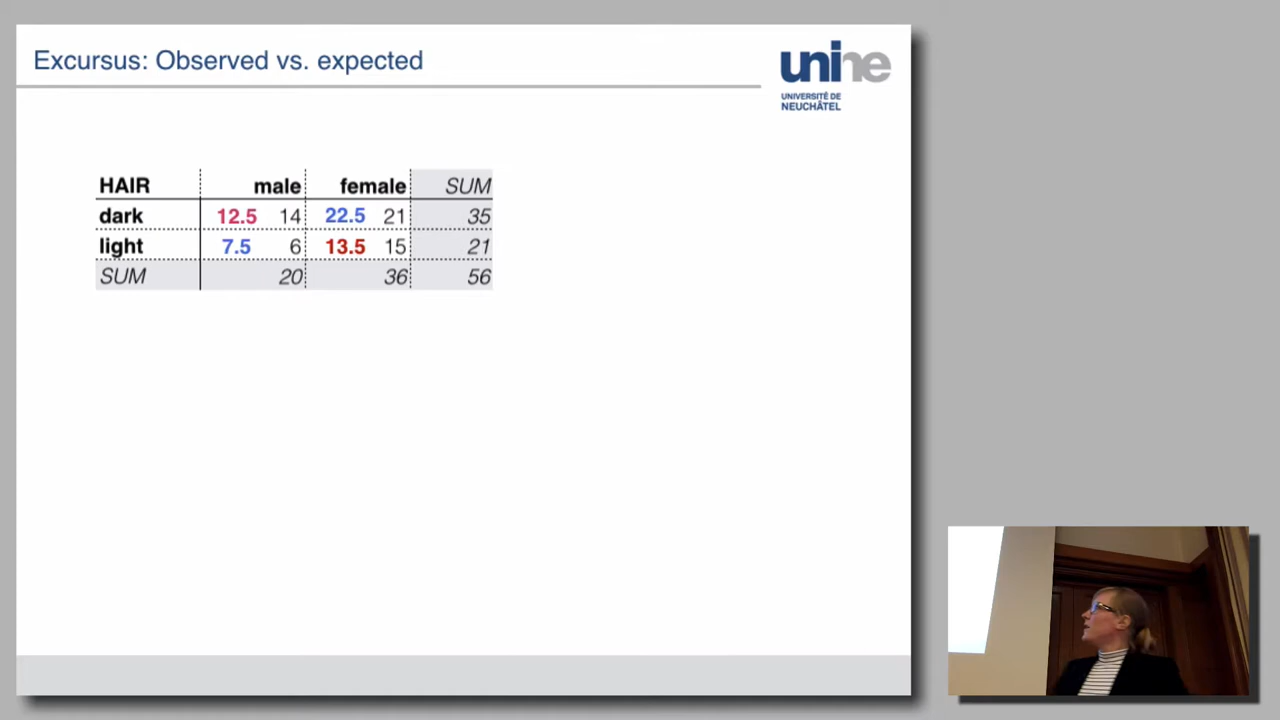 Excursus: Observed vs. expected
unine
UNIVERSITÉ DE
NEUCHÂTEL
HAIR male female SUM
dark 12.5 14 22.5 21 35
light 7.5 6 13.5 15 21
SUM 20 36 56